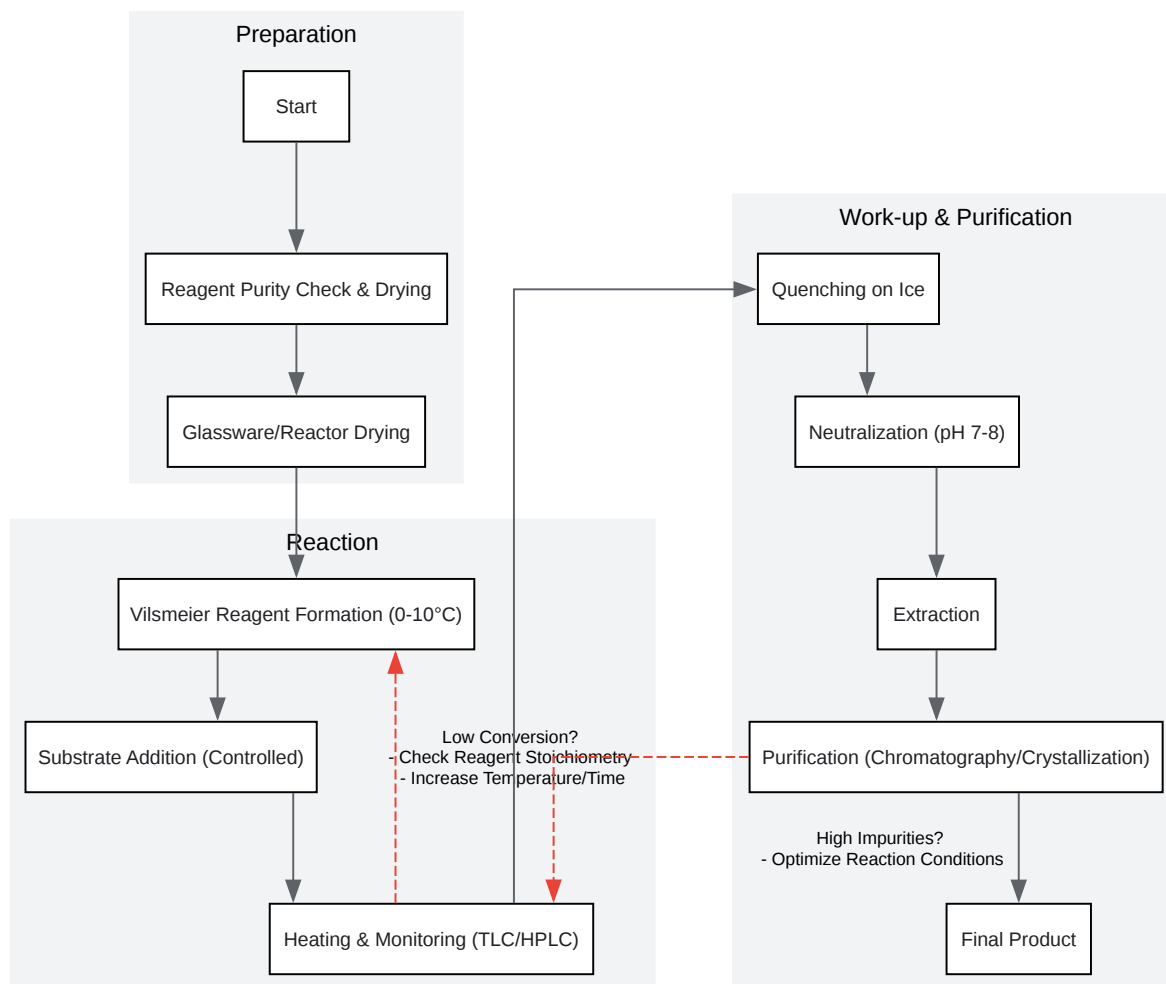 Preparation
Start
Reagent Purity Check & Drying
Glassware/Reactor Drying
Reaction
Vilsmeier Reagent Formation (0-10°C)
Substrate Addition (Controlled)
Low Conversion?
- Check Reagent Stoichiometry
- Increase Temperature/Time
Heating & Monitoring (TLC/HPLC)
Work-up & Purification
Quenching on Ice
Neutralization (pH 7-8)
Extraction
Purification (Chromatography/Crystallization)
High Impurities?
- Optimize Reaction Conditions
Final Product